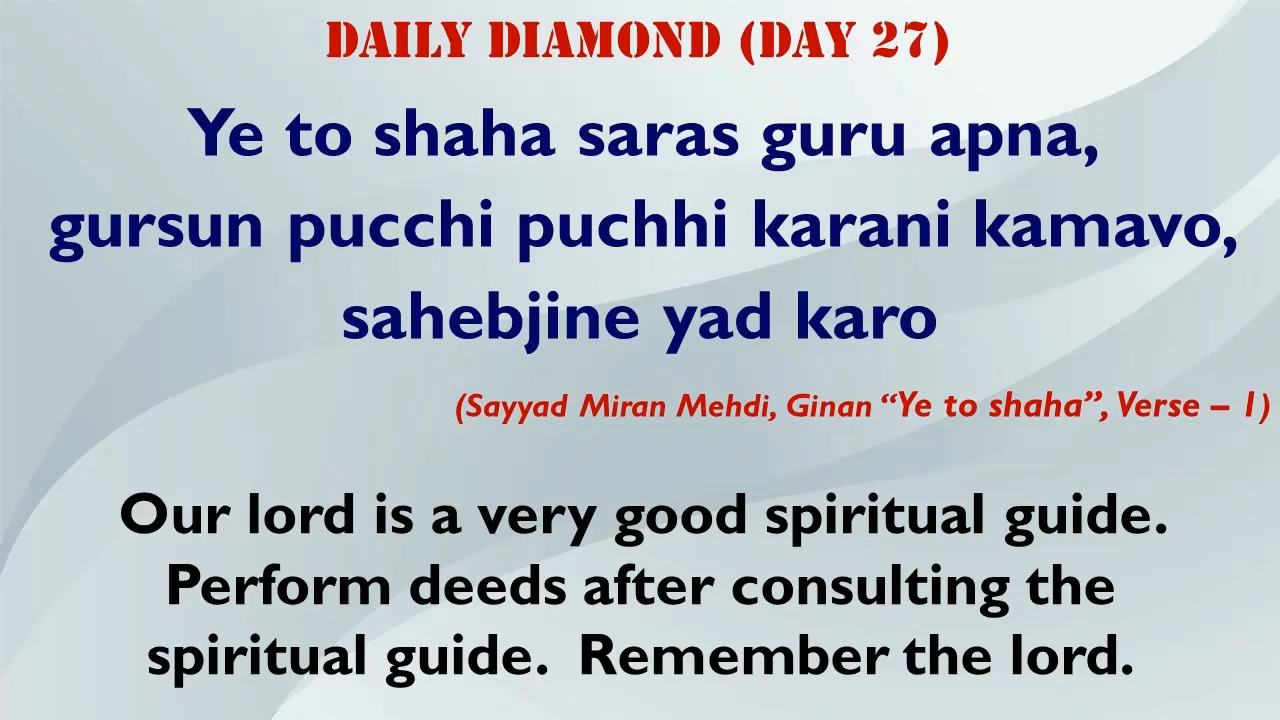 DAILY DIAMOND (DAY 27)
Ye to shaha saras guru apna,
gursun pucchi puchhi karani kamavo,
sahebjine yad karo
(Sayyad Miran Mehdi, Ginan “Ye to shaha”, Verse – 1)
Our lord is a very good spiritual guide.
Perform deeds after consulting the
spiritual guide.  Remember the lord.